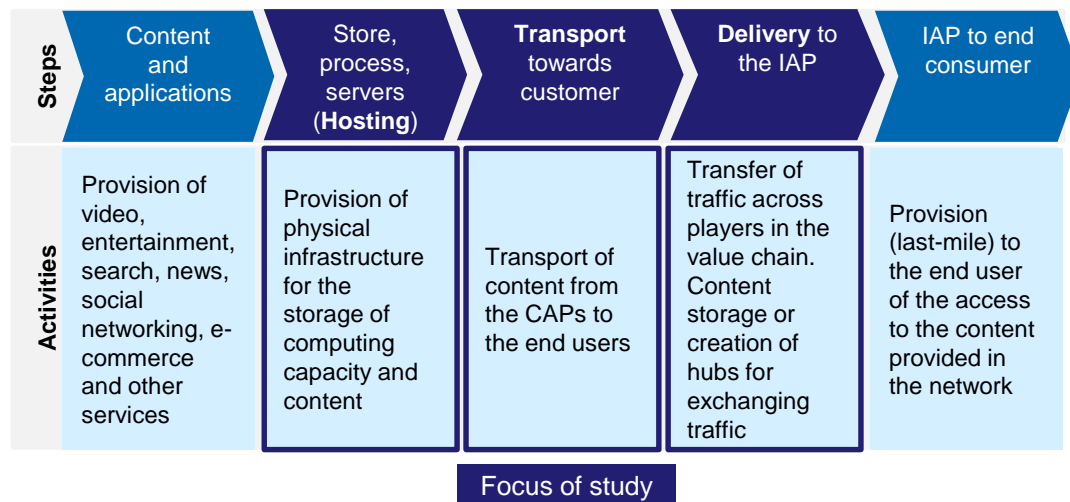 Steps
Content
and
applications
Store,
process,
servers
(Hosting)
Transport
towards
customer
Delivery to
the IAP
IAP to end
consumer
Activities
Provision of
video,
entertainment,
search, news,
social
networking, e-
commerce
and other
services
Provision of
physical
infrastructure
for the
storage of
computing
capacity and
content
Transport of
content from
the CAPs to
the end users
Transfer of
traffic across
players in the
value chain.
Content
storage or
creation of
hubs for
exchanging
traffic
Provision
(last-mile) to
the end user
of the access
to the content
provided in
the network
Focus of study